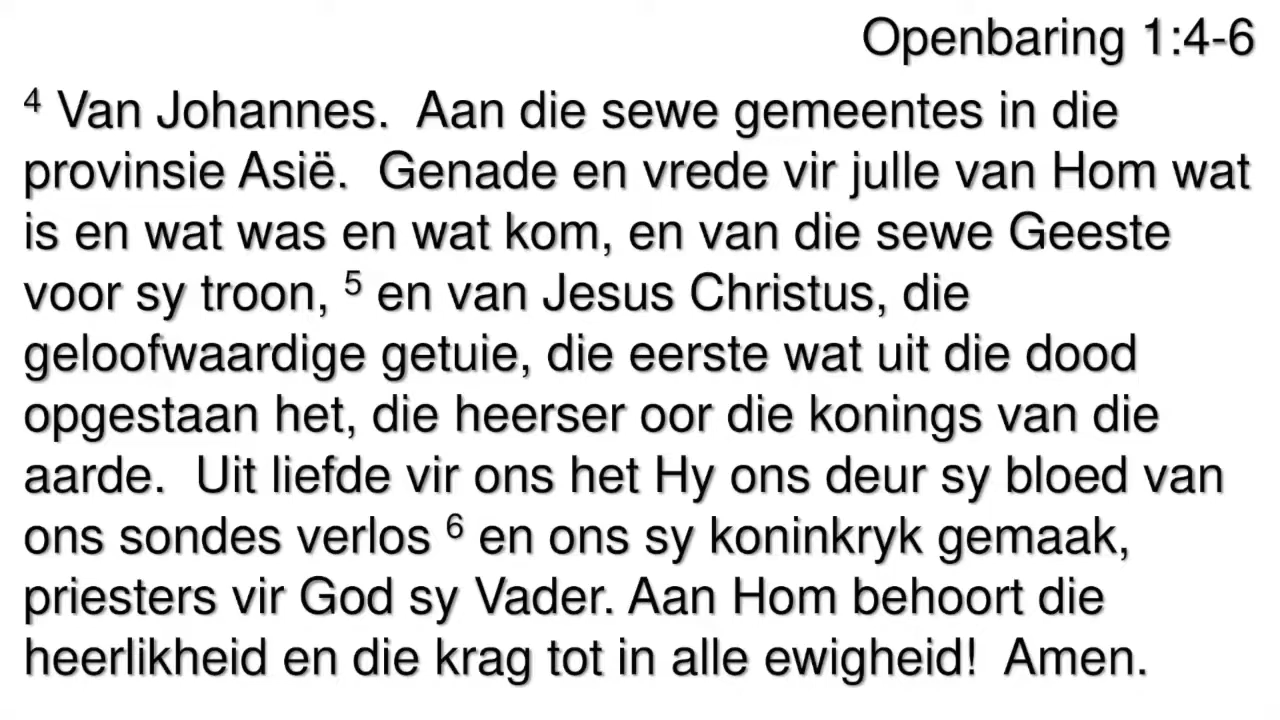 Openbaring 1:4-6
⁴ Van Johannes.  Aan die sewe gemeentes in die
provinsie Asië.  Genade en vrede vir julle van Hom wat
is en wat was en wat kom, en van die sewe Geeste
voor sy troon, ⁵ en van Jesus Christus, die
geloofwaardige getuie, die eerste wat uit die dood
opgestaan het, die heerser oor die konings van die
aarde.  Uit liefde vir ons het Hy ons deur sy bloed van
ons sondes verlos ⁶ en ons sy koninkryk gemaak,
priesters vir God sy Vader. Aan Hom behoort die
heerlikheid en die krag tot in alle ewigheid!  Amen.